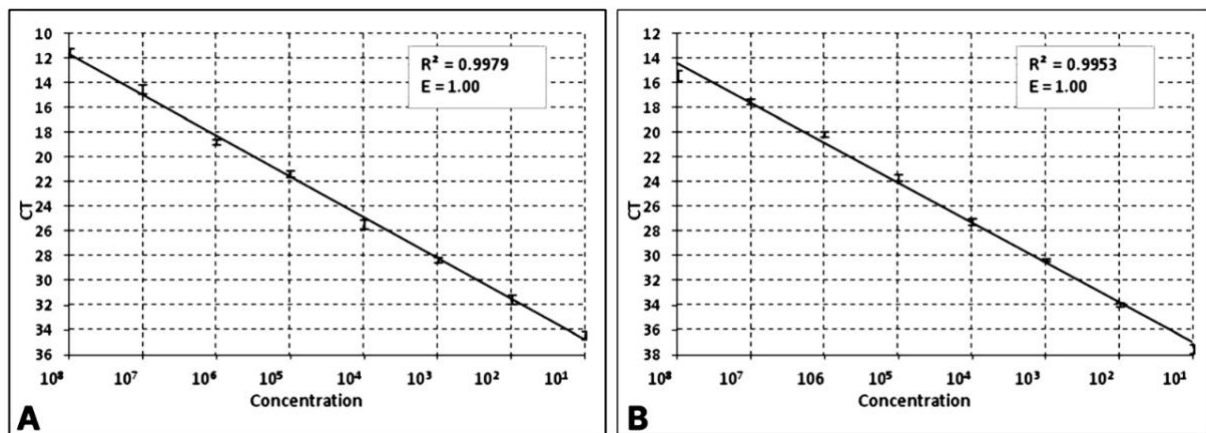 10
12
14
16
18
20
22
24
26
28
30
32
34
36
CT
R² = 0.9979
E = 1.00
10⁸ 10⁷ 10⁶ 10⁵ 10⁴ 10³ 10² 10¹
Concentration
A
12
14
16
18
20
22
24
26
28
30
32
34
36
38
CT
R² = 0.9953
E = 1.00
10⁸ 10⁷ 106 10⁵ 10⁴ 10³ 10² 10¹
Concentration
B